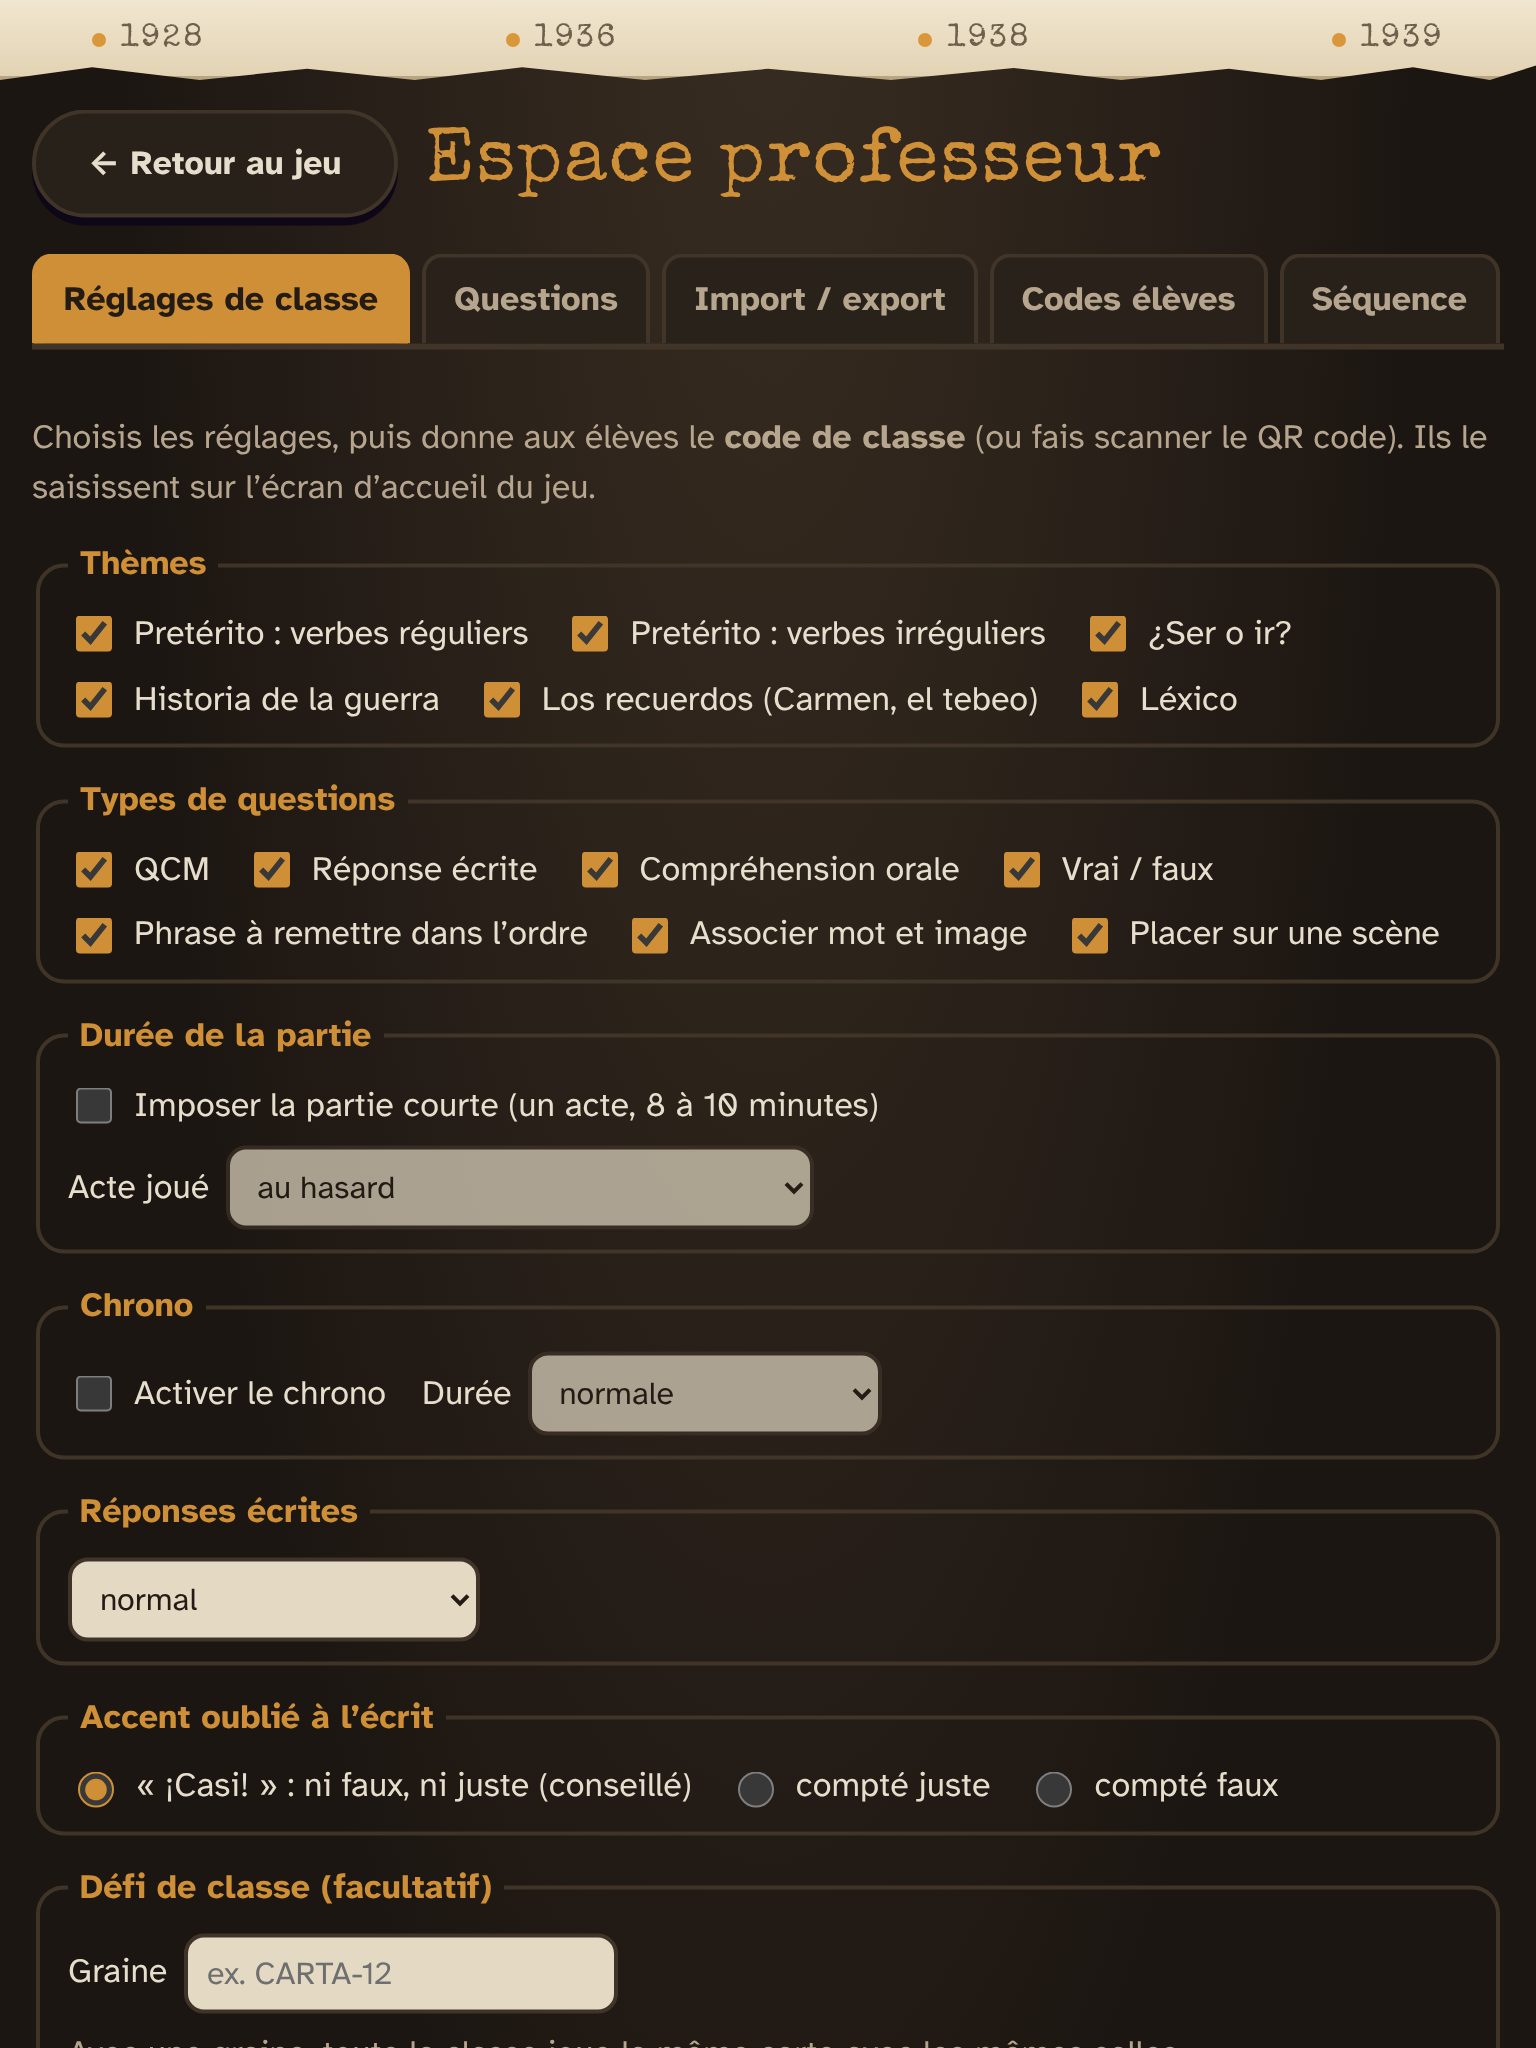 1928 1936 1938 1939
← Retour au jeu Espace professeur
Réglages de classe Questions Import / export Codes élèves Séquence
Choisis les réglages, puis donne aux élèves le code de classe (ou fais scanner le QR code). Ils le
saisissent sur l’écran d’accueil du jeu.
Thèmes
Pretérito : verbes réguliers Pretérito : verbes irréguliers ¿Ser o ir?
Historia de la guerra Los recuerdos (Carmen, el tebeo) Léxico
Types de questions
QCM Réponse écrite Compréhension orale Vrai / faux
Phrase à remettre dans l’ordre Associer mot et image Placer sur une scène
Durée de la partie
Imposer la partie courte (un acte, 8 à 10 minutes)
Acte joué au hasard
Chrono
Activer le chrono Durée normale
Réponses écrites
normal
Accent oublié à l’écrit
« ¡Casi! » : ni faux, ni juste (conseillé) compté juste compté faux
Défi de classe (facultatif)
Graine ex. CARTA-12